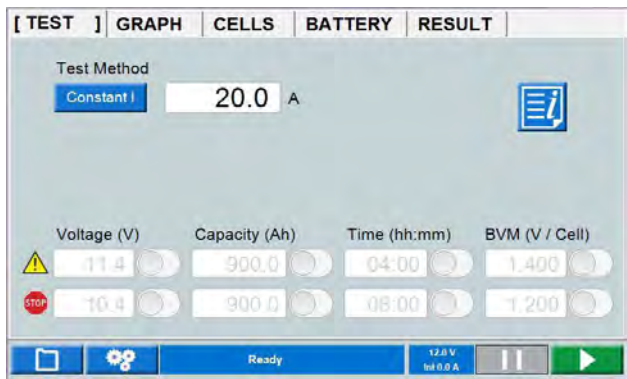 [ TEST ] GRAPH CELLS BATTERY RESULT
Test Method
Constant I 20.0 A
Voltage (V) Capacity (Ah) Time (hh:mm) BVM (V / Cell)
11.4 900.0 04:00 1.400
STOP 10.4 900.0 08:00 1.200
Ready 12.0 V
Int 0.0 A